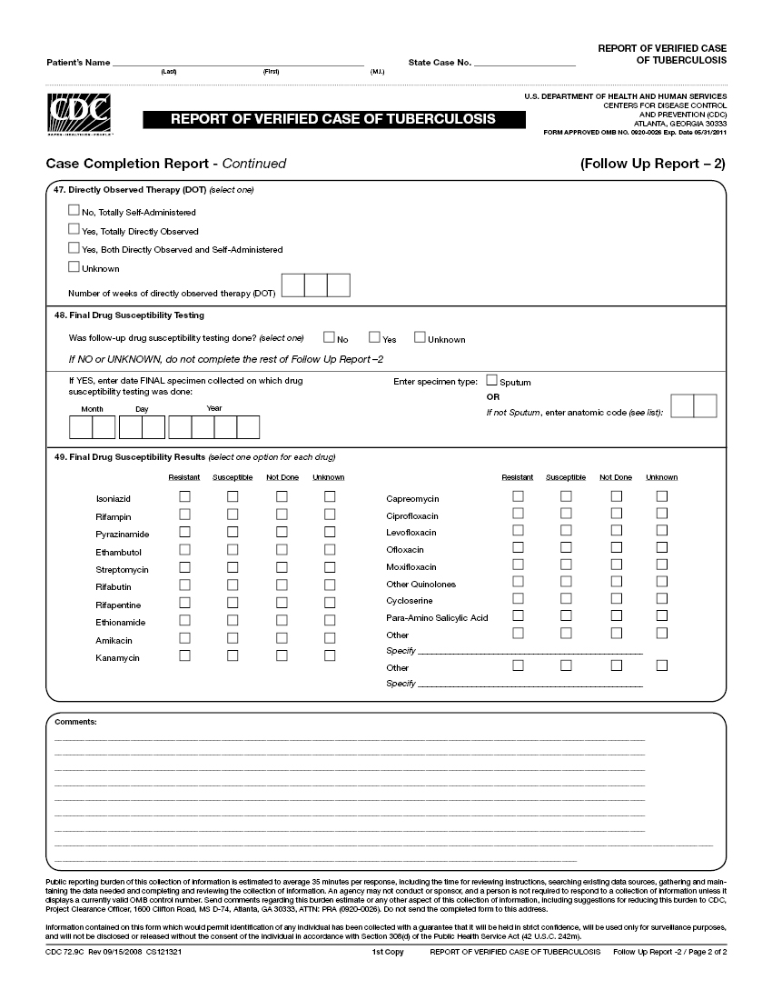 REPORT OF VERIFIED CASE
OF TUBERCULOSIS
Patient's Name State Case No.
(Last) (First) (M.I.)
CDC
U.S. DEPARTMENT OF HEALTH AND HUMAN SERVICES
CENTERS FOR DISEASE CONTROL
AND PREVENTION (CDC)
ATLANTA, GEORGIA 30333
FORM APPROVED OMB NO. 0920-0026 Exp. Date 05/31/2011
REPORT OF VERIFIED CASE OF TUBERCULOSIS
Case Completion Report - Continued (Follow Up Report – 2)
47. Directly Observed Therapy (DOT) (select one)
No, Totally Self-Administered
Yes, Totally Directly Observed
Yes, Both Directly Observed and Self-Administered
Unknown
Number of weeks of directly observed therapy (DOT)
48. Final Drug Susceptibility Testing
Was follow-up drug susceptibility testing done? (select one) No Yes Unknown
If NO or UNKNOWN, do not complete the rest of Follow Up Report –2
If YES, enter date FINAL specimen collected on which drug
susceptibility testing was done:
Month Day Year
Enter specimen type: Sputum
OR
If not Sputum, enter anatomic code (see list):
49. Final Drug Susceptibility Results (select one option for each drug)
Resistant Susceptible Not Done Unknown
Isoniazid
Rifampin
Pyrazinamide
Ethambutol
Streptomycin
Rifabutin
Rifapentine
Ethionamide
Amikacin
Kanamycin
Resistant Susceptible Not Done Unknown
Capreomycin
Ciprofloxacin
Levofloxacin
Ofloxacin
Moxifloxacin
Other Quinolones
Cycloserine
Para-Amino Salicylic Acid
Other
Specify
Other
Specify
Comments:
Public reporting burden of this collection of information is estimated to average 35 minutes per response, including the time for reviewing instructions, searching existing data sources, gathering and main-
taining the data needed and completing and reviewing the collection of information. An agency may not conduct or sponsor, and a person is not required to respond to a collection of information unless it
displays a currently valid OMB control number. Send comments regarding this burden estimate or any other aspect of this collection of information, including suggestions for reducing this burden to CDC,
Project Clearance Officer, 1600 Clifton Road, MS D-74, Atlanta, GA 30333, ATTN: PRA (0920-0026). Do not send the completed form to this address.
Information contained on this form which would permit identification of any individual has been collected with a guarantee that it will be held in strict confidence, will be used only for surveillance purposes,
and will not be disclosed or released without the consent of the individual in accordance with Section 308(d) of the Public Health Service Act (42 U.S.C. 242m).
CDC 72.9C Rev 09/15/2008 CS121321 1st Copy REPORT OF VERIFIED CASE OF TUBERCULOSIS Follow Up Report -2 / Page 2 of 2